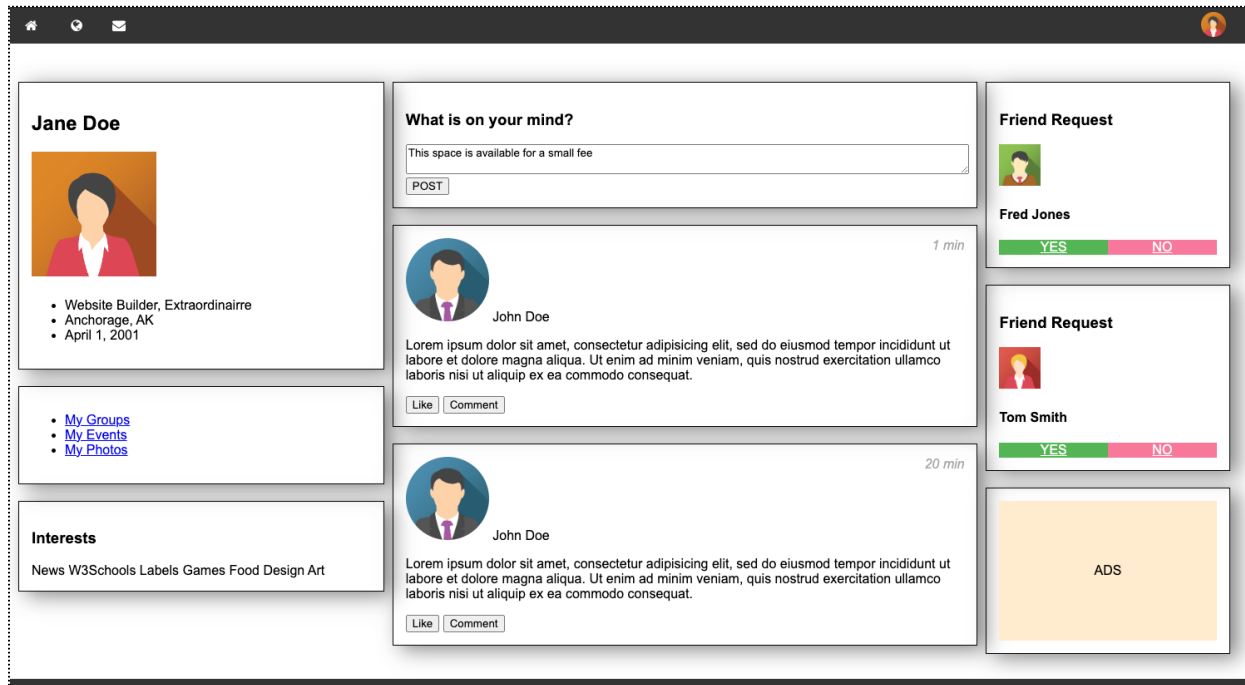 Jane Doe
Website Builder, Extraordinairre
Anchorage, AK
April 1, 2001
My Groups
My Events
My Photos
Interests
News W3Schools Labels Games Food Design Art
What is on your mind?
This space is available for a small fee
POST
1 min
John Doe
Lorem ipsum dolor sit amet, consectetur adipisicing elit, sed do eiusmod tempor incididunt ut
labore et dolore magna aliqua. Ut enim ad minim veniam, quis nostrud exercitation ullamco
laboris nisi ut aliquip ex ea commodo consequat.
Like Comment
20 min
John Doe
Lorem ipsum dolor sit amet, consectetur adipisicing elit, sed do eiusmod tempor incididunt ut
labore et dolore magna aliqua. Ut enim ad minim veniam, quis nostrud exercitation ullamco
laboris nisi ut aliquip ex ea commodo consequat.
Like Comment
Friend Request
Fred Jones
YES NO
Friend Request
Tom Smith
YES NO
ADS